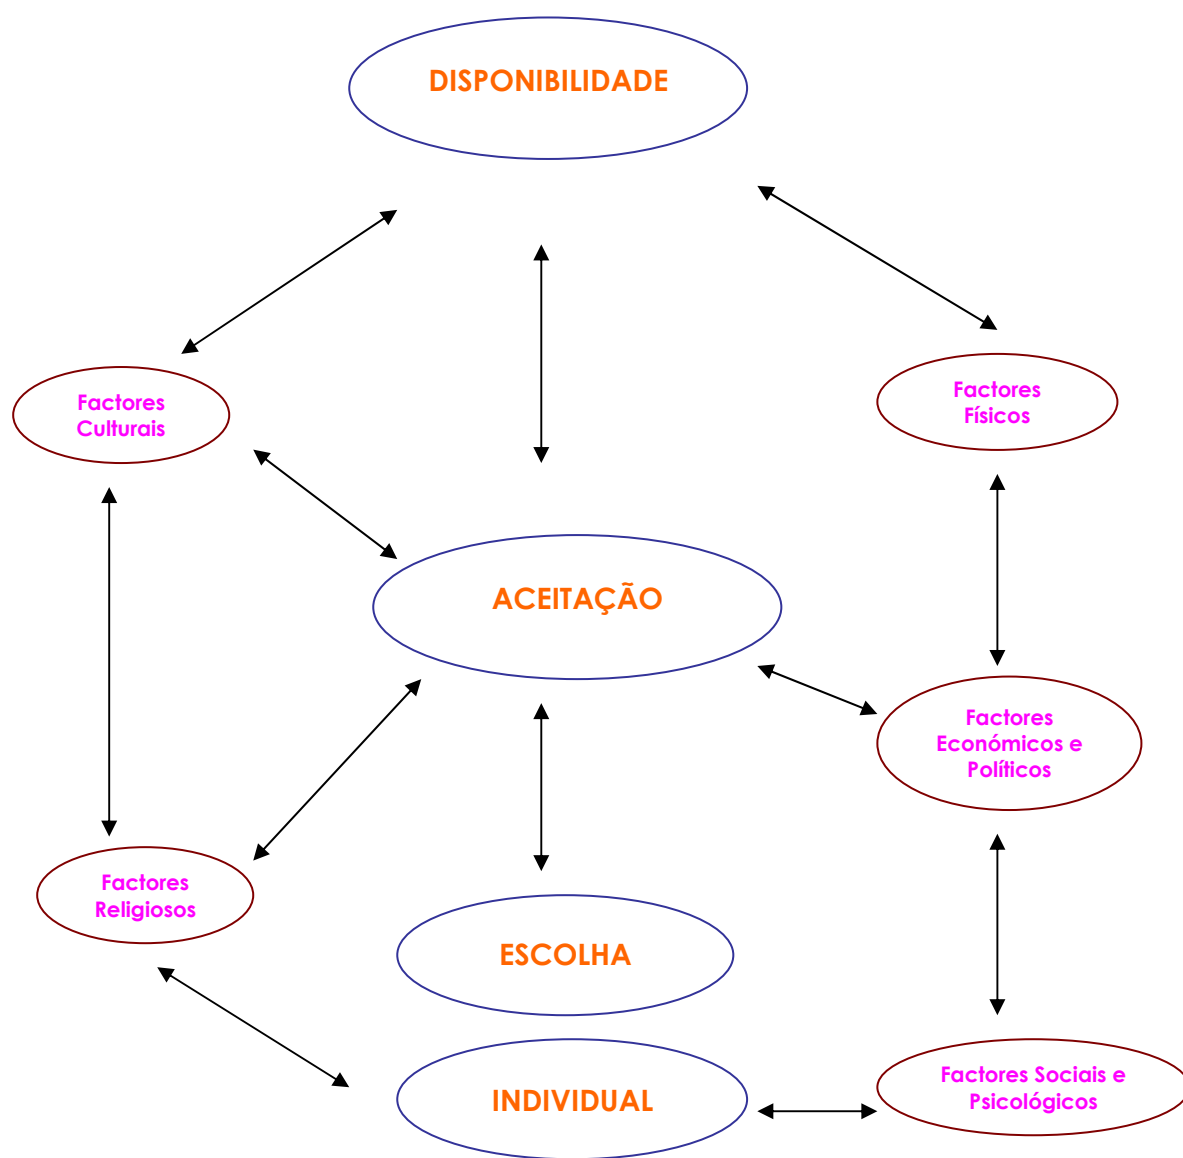 DISPONIBILIDADE
Factores
Culturais
Factores
Físicos
ACEITAÇÃO
Factores
Económicos e
Políticos
Factores
Religiosos
ESCOLHA
INDIVIDUAL
Factores Sociais e
Psicológicos